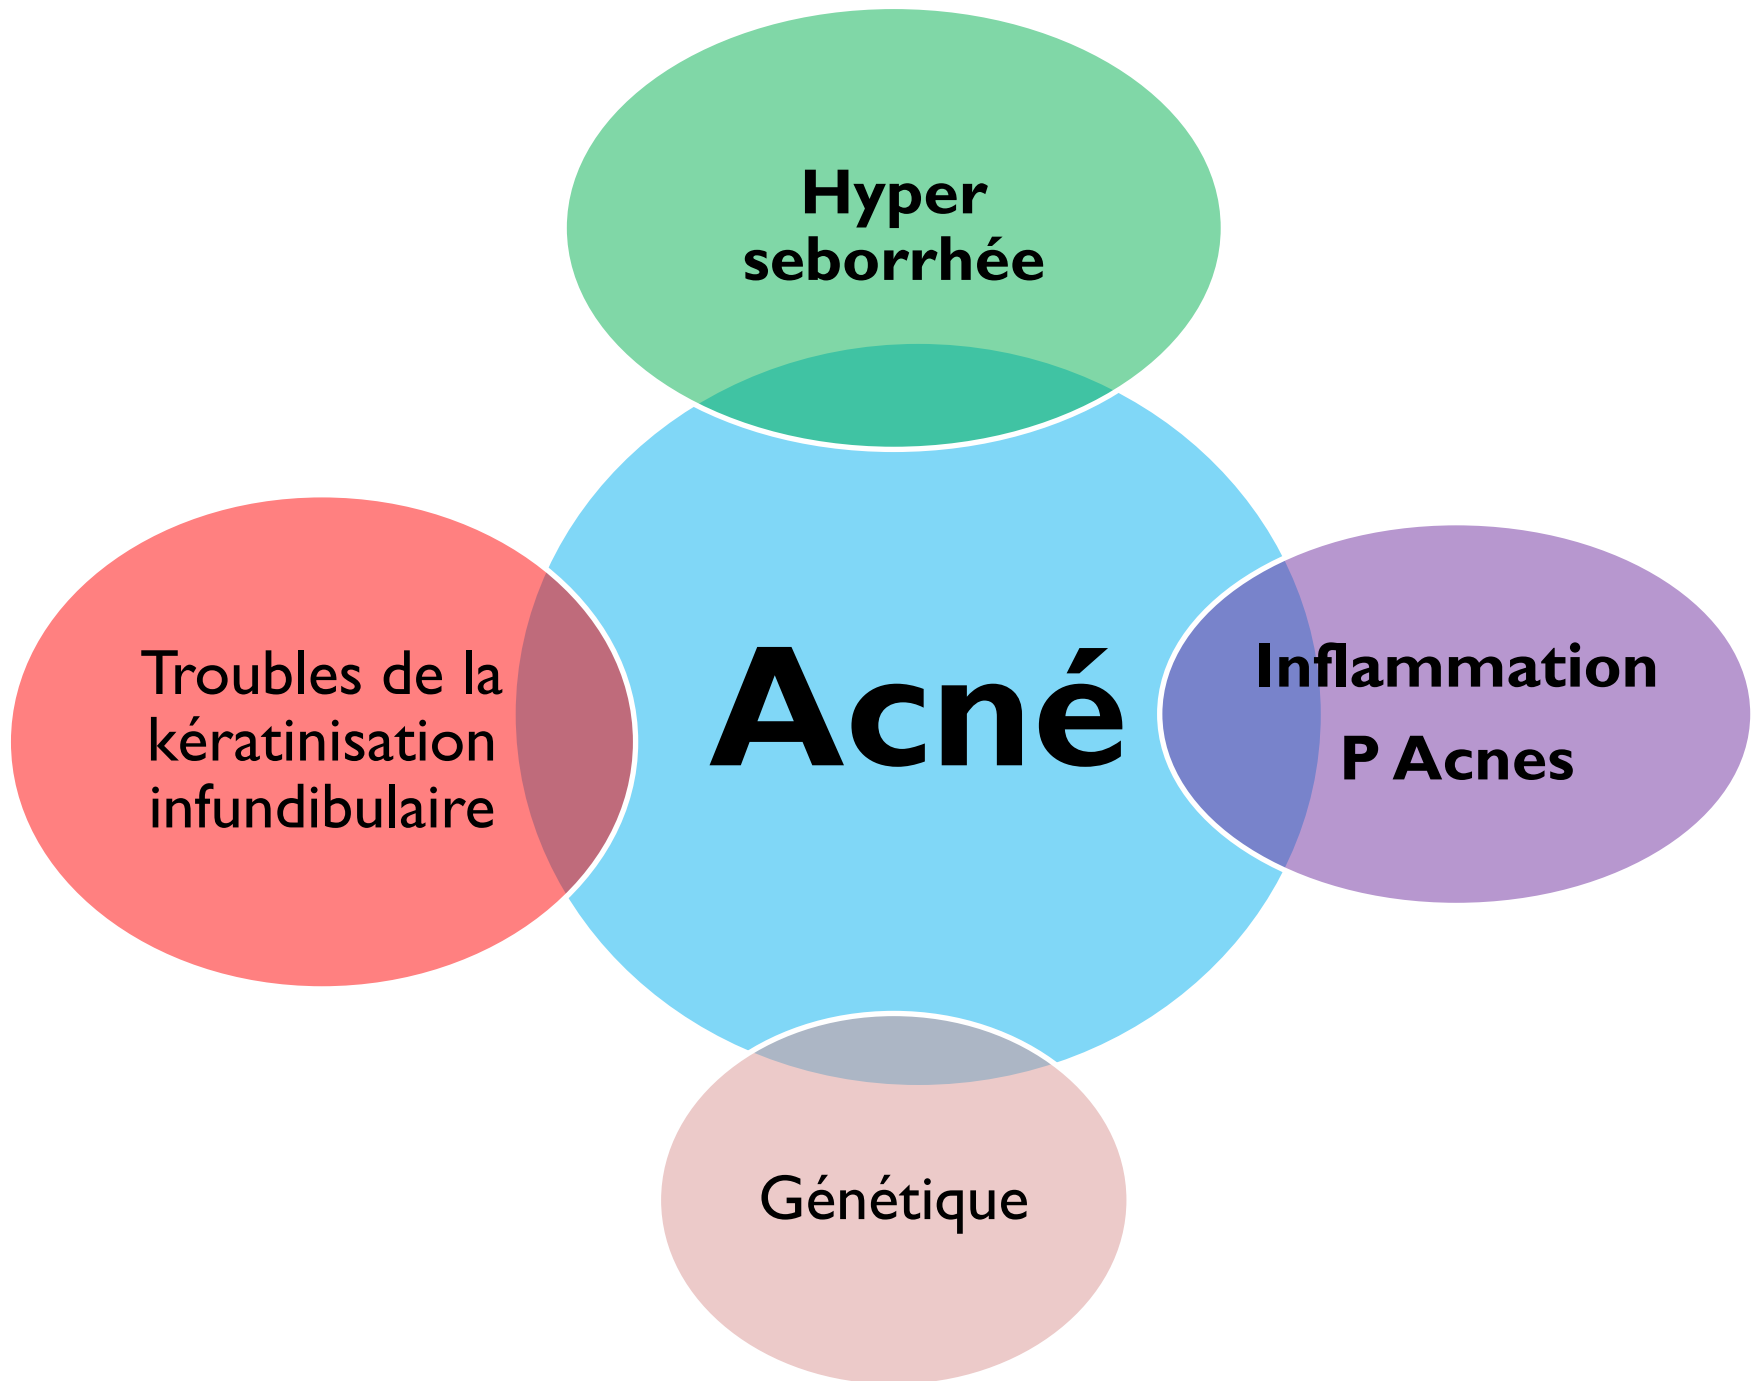 Hyper
seborrhée
Troubles de la
kératinisation
infundibulaire
Acné
Inflammation
P Acnes
Génétique